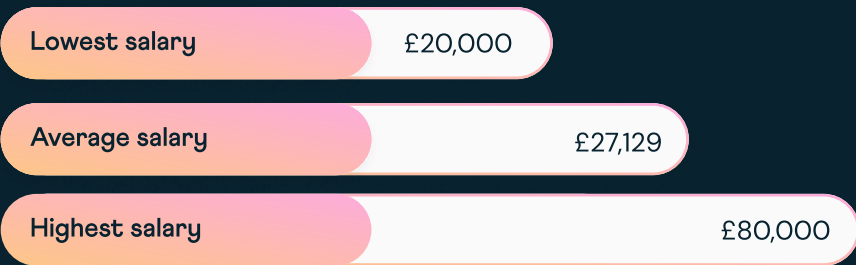 Lowest salary £20,000
Average salary £27,129
Highest salary £80,000